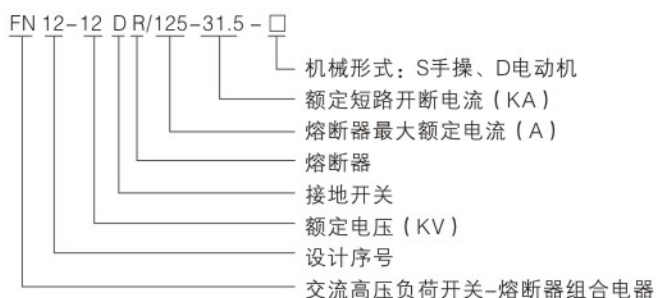 FN 12-12 D R/125-31.5-□
机械形式：S手操、D电动机
额定短路开断电流（KA）
熔断器最大额定电流（A）
熔断器
接地开关
额定电压（KV）
设计序号
交流高压负荷开关-熔断器组合电器